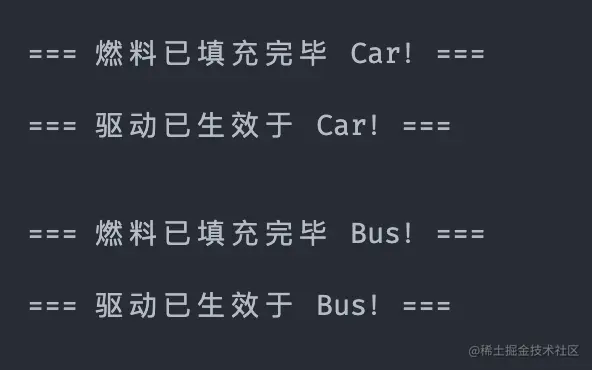 === 燃料已填充完毕 Car! ===
=== 驱动已生效于 Car! ===
=== 燃料已填充完毕 Bus! ===
=== 驱动已生效于 Bus! ===
@稀土掘金技术社区